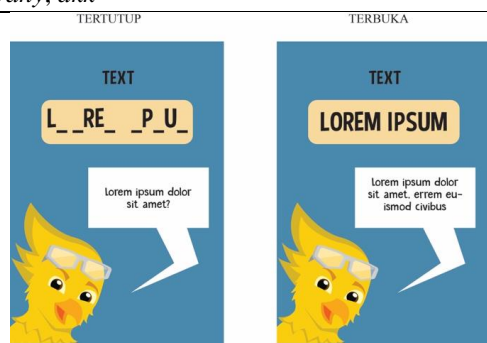 TERTUTUP
TERBUKA
TEXT
L_ _RE_ _P_U_
lorem ipsum dolor
sit amet?
TEXT
LOREM IPSUM
lorem ipsum dolor
sit amet, errem eu-
ismod civibus